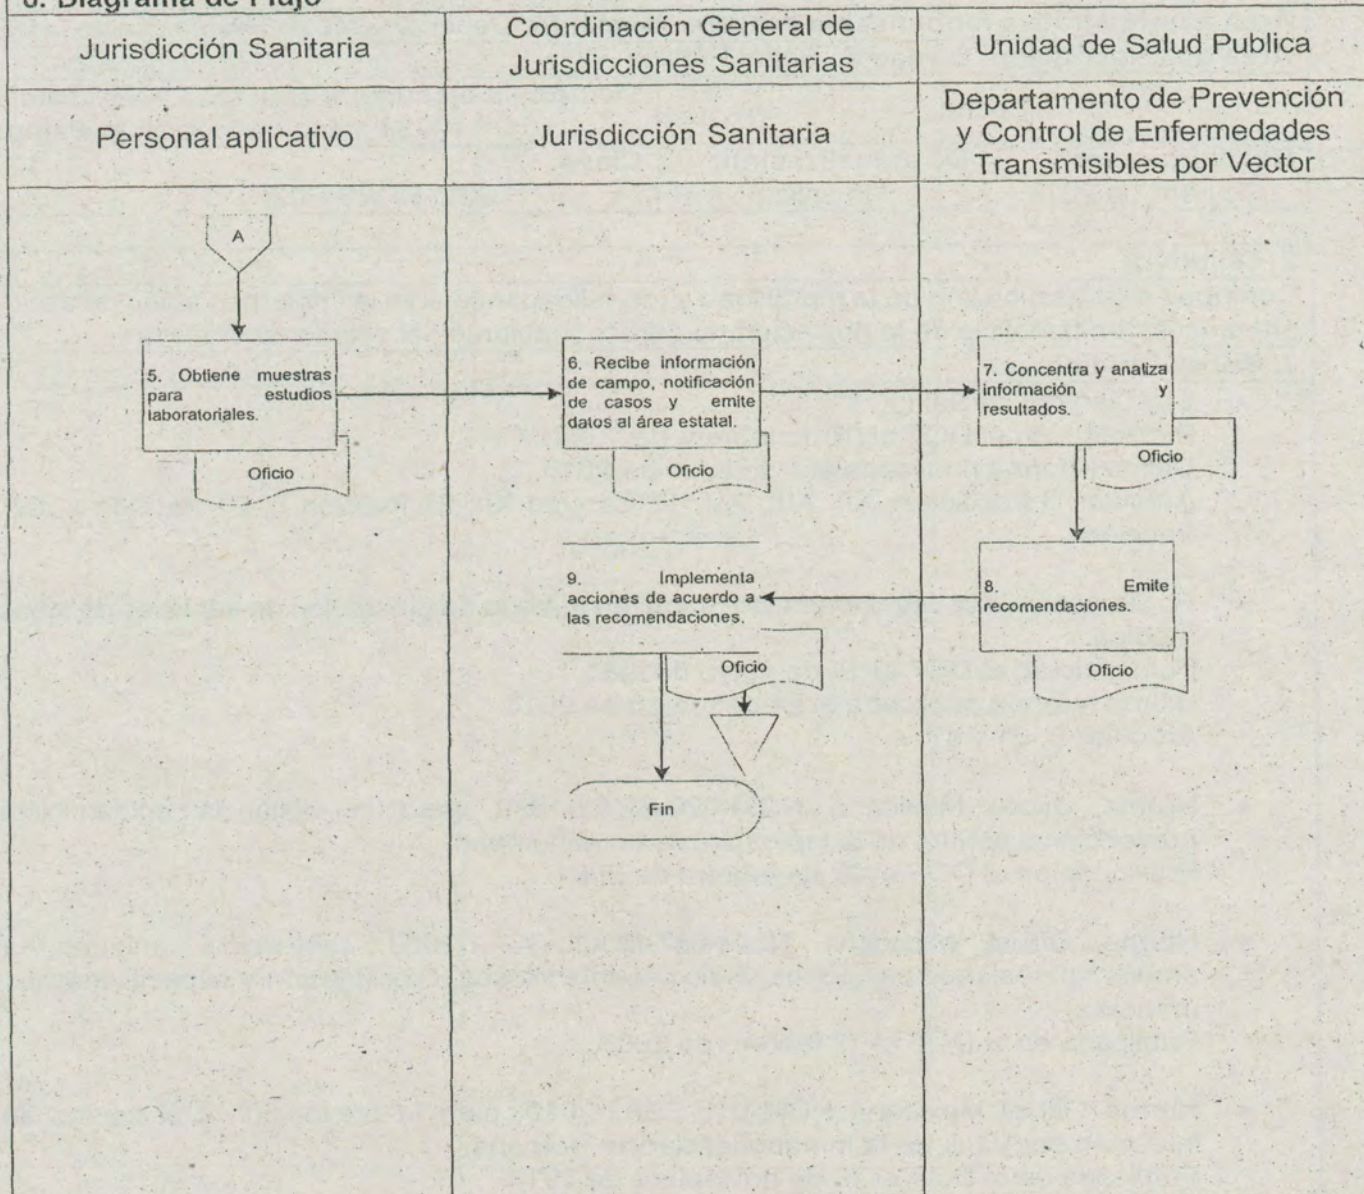 6. Diagrama de Flujo
Jurisdicción Sanitaria
Coordinación General de
Jurisdicciones Sanitarias
Unidad de Salud Publica
Personal aplicativo
Jurisdicción Sanitaria
Departamento de Prevención
y Control de Enfermedades
Transmisibles por Vector
A
5. Obtiene muestras
para estudios
laboratoriales.
Oficio
6. Recibe información
de campo, notificación
de casos y emite
datos al área estatal.
Oficio
7. Concentra y analiza
información y
resultados.
Oficio
8. Emite
recomendaciones.
Oficio
9. Implementa
acciones de acuerdo a
las recomendaciones.
Oficio
Fin